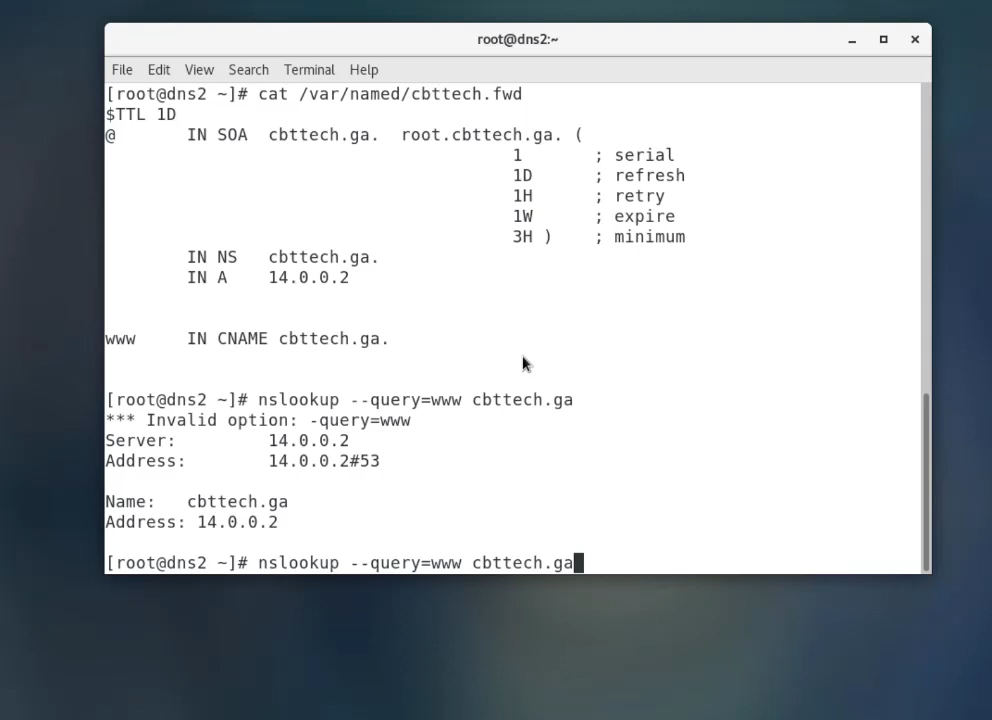 root@dns2:~
File Edit View Search Terminal Help
[root@dns2 ~]# cat /var/named/cbttech.fwd
$TTL 1D
@ IN SOA cbttech.ga. root.cbttech.ga. (
1 ; serial
1D ; refresh
1H ; retry
1W ; expire
3H ) ; minimum
IN NS cbttech.ga.
IN A 14.0.0.2
www IN CNAME cbttech.ga.
[root@dns2 ~]# nslookup --query=www cbttech.ga
*** Invalid option: -query=www
Server: 14.0.0.2
Address: 14.0.0.2#53
Name: cbttech.ga
Address: 14.0.0.2
[root@dns2 ~]# nslookup --query=www cbttech.ga